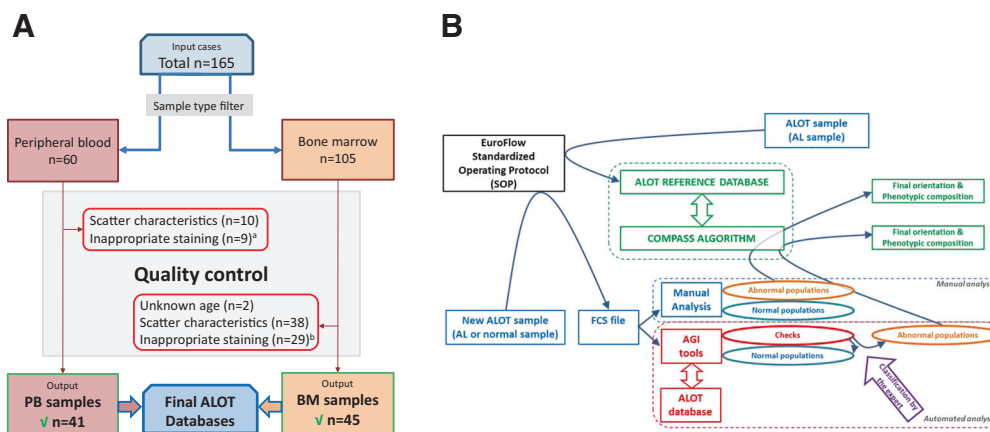 A
Input cases
Total n=165
Sample type filter
Peripheral blood
n=60
Bone marrow
n=105
Scatter characteristics (n=10)
Inappropriate staining (n=9)a
Quality control
Unknown age (n=2)
Scatter characteristics (n=38)
Inappropriate staining (n=29)b
Output
PB samples
√ n=41
Final ALOT
Databases
Output
BM samples
√ n=45
B
ALOT sample
(AL sample)
EuroFlow
Standardized
Operating Protocol
(SOP)
ALOT REFERENCE DATABASE
COMPASS ALGORITHM
Final orientation &
Phenotypic composition
Final orientation &
Phenotypic composition
Manual analys
New ALOT sample
(AL or normal sample)
FCS file
Manual
Analysis
Abnormal populations
Normal populations
AGI
tools
Checks
Normal populations
Abnormal populations
ALOT
database
Classification by
the expert
Automated analys